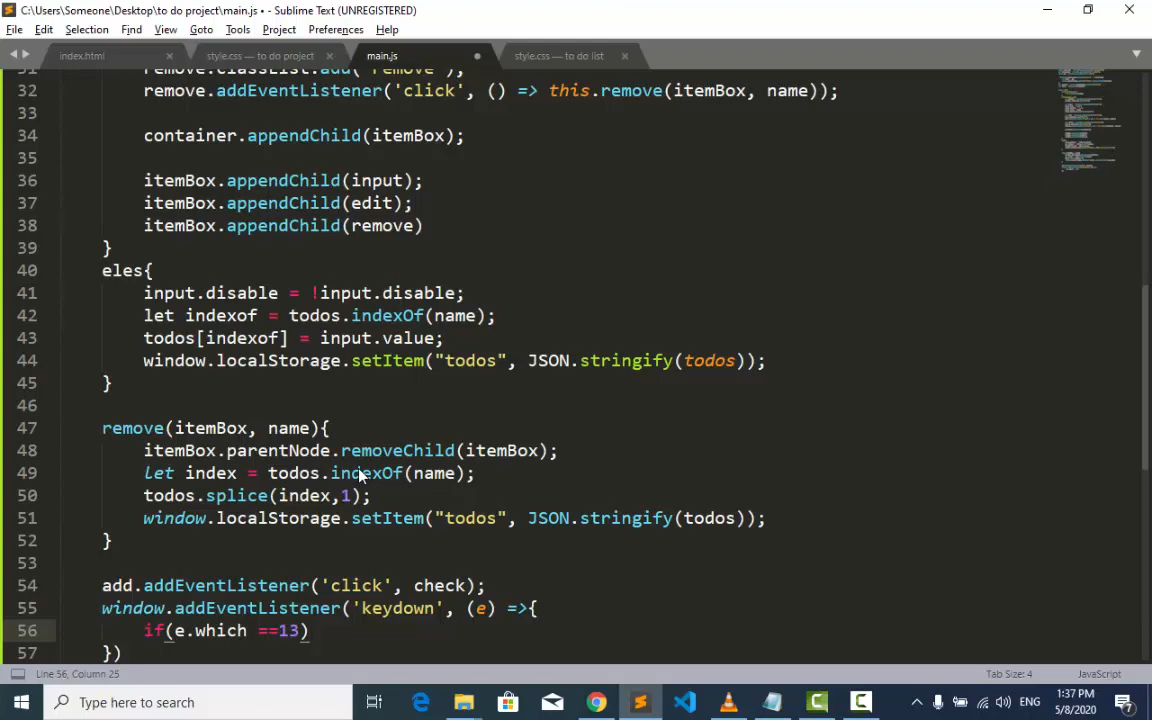 C:\Users\Someone\Desktop\to do project\main.js • - Sublime Text (UNREGISTERED)
File Edit Selection Find View Goto Tools Project Preferences Help
index.html style.css — to do project main.js style.css — to do list
31 remove.classList.add("remove");
32 remove.addEventListener('click', () => this.remove(itemBox, name));
33
34 container.appendChild(itemBox);
35
36 itemBox.appendChild(input);
37 itemBox.appendChild(edit);
38 itemBox.appendChild(remove)
39 }
40 eles{
41 input.disable = !input.disable;
42 let indexof = todos.indexOf(name);
43 todos[indexof] = input.value;
44 window.localStorage.setItem("todos", JSON.stringify(todos));
45 }
46
47 remove(itemBox, name){
48 itemBox.parentNode.removeChild(itemBox);
49 let index = todos.indexOf(name);
50 todos.splice(index,1);
51 window.localStorage.setItem("todos", JSON.stringify(todos));
52 }
53
54 add.addEventListener('click', check);
55 window.addEventListener('keydown', (e) =>{
56 if(e.which ==13)
57 })
Line 56, Column 25 Tab Size: 4 JavaScript
Type here to search ENG 1:37 PM
5/8/2020 7